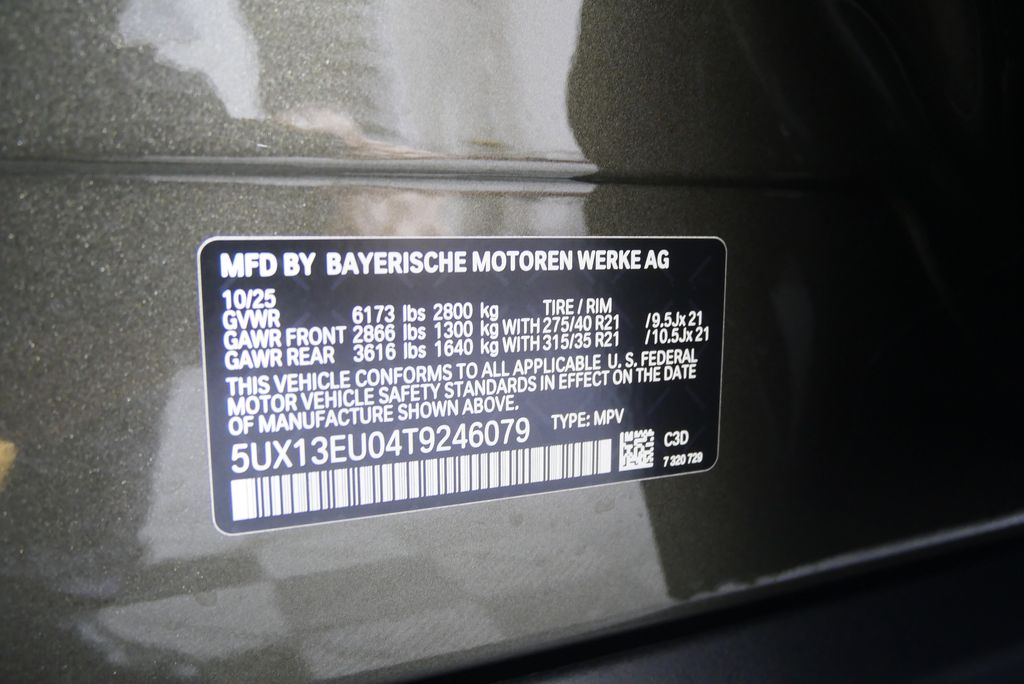 MFD BY BAYERISCHE MOTOREN WERKE AG
10/25 TIRE / RIM
GVWR 6173 lbs 2800 kg
GAWR FRONT 2866 lbs 1300 kg WITH 275/40 R21 /9.5Jx21
GAWR REAR 3616 lbs 1640 kg WITH 315/35 R21 /10.5Jx21
THIS VEHICLE CONFORMS TO ALL APPLICABLE U. S. FEDERAL
MOTOR VEHICLE SAFETY STANDARDS IN EFFECT ON THE DATE
OF MANUFACTURE SHOWN ABOVE.
5UX13EU04T9246079 TYPE: MPV
C3D
7 320 729